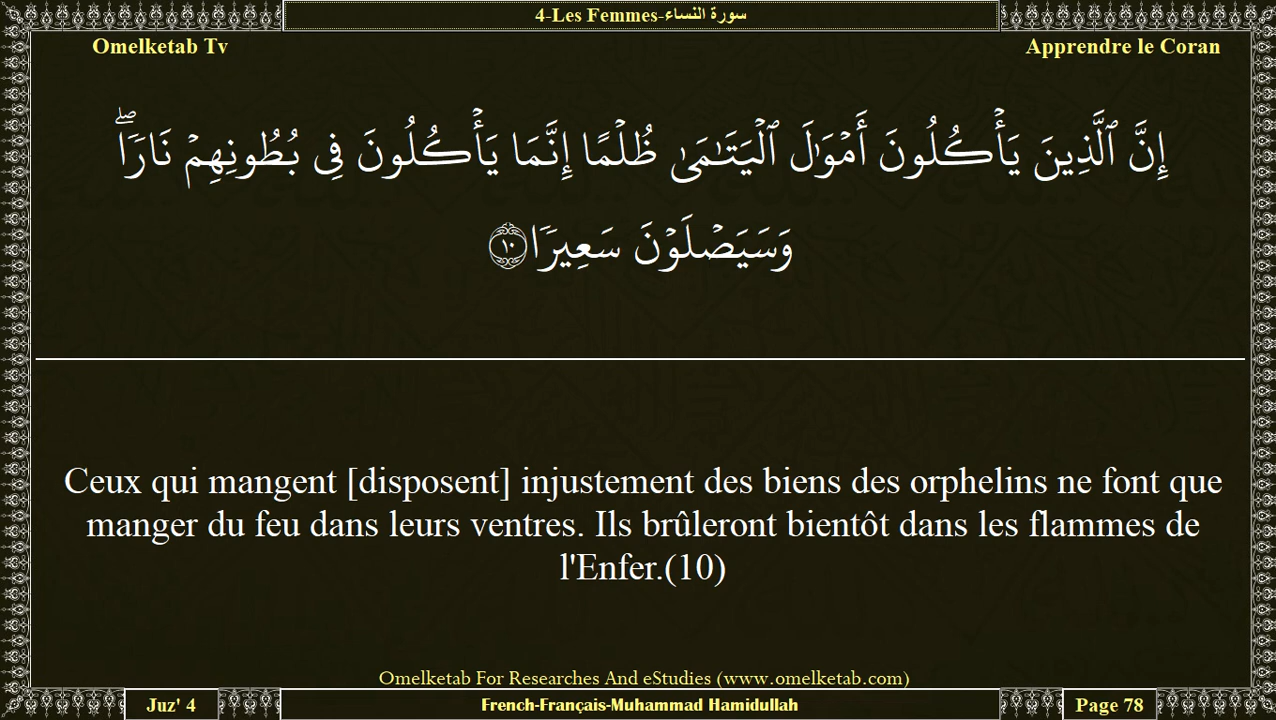 4-Les Femmes-سورة النساء
Omelketab Tv
Apprendre le Coran
إِنَّ ٱلَّذِينَ يَأۡكُلُونَ أَمۡوَٰلَ ٱلۡيَتَٰمَىٰ ظُلۡمًا إِنَّمَا يَأۡكُلُونَ فِي بُطُونِهِمۡ نَارٗاۖ
وَسَيَصۡلَوۡنَ سَعِيرٗا ١٠
Ceux qui mangent [disposent] injustement des biens des orphelins ne font que
manger du feu dans leurs ventres. Ils brûleront bientôt dans les flammes de
l'Enfer.(10)
Omelketab For Researches And eStudies (www.omelketab.com)
Juz' 4
French-Français-Muhammad Hamidullah
Page 78